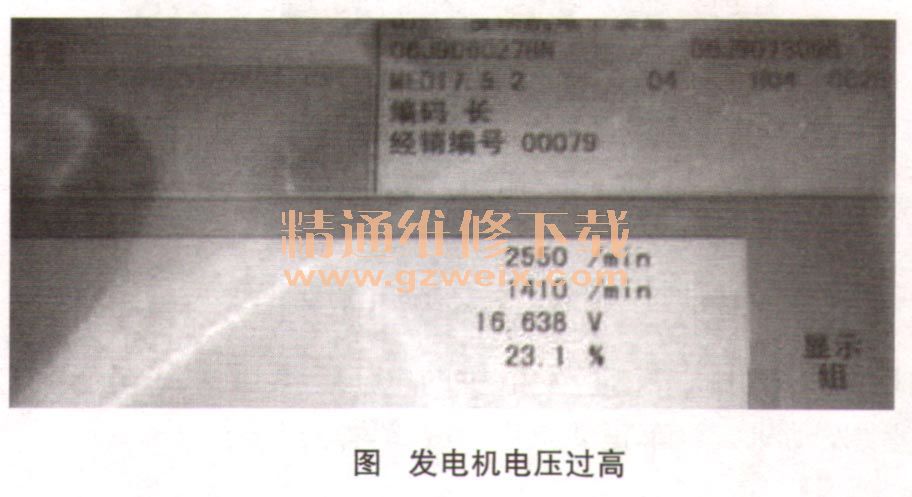 06J906027BN
MED17.5.2 04
编码 长
经销编号 00079
精通维修下载
www.gzweix.com
2550 /min
1410 /min
16.638 V
23.1 %
显示
组
图 发电机电压过高